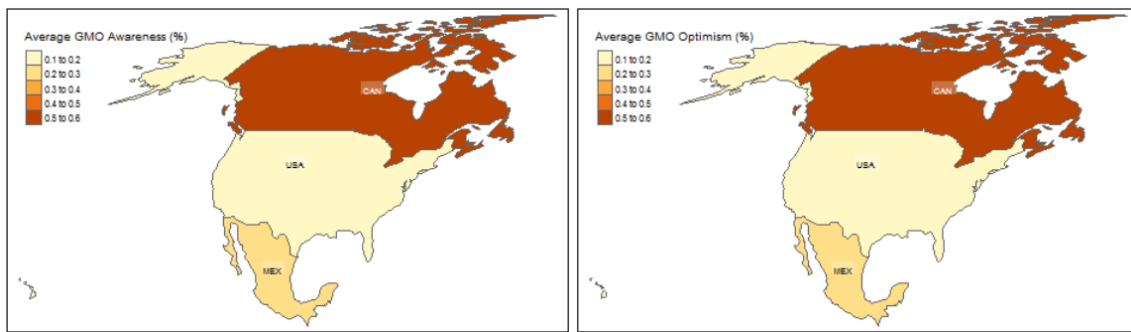 Average GMO Awareness (%)
0.1 to 0.2
0.2 to 0.3
0.3 to 0.4
0.4 to 0.5
0.5 to 0.6
CAN
USA
MEX
Average GMO Optimism (%)
0.1 to 0.2
0.2 to 0.3
0.3 to 0.4
0.4 to 0.5
0.5 to 0.6
CAN
USA
MEX